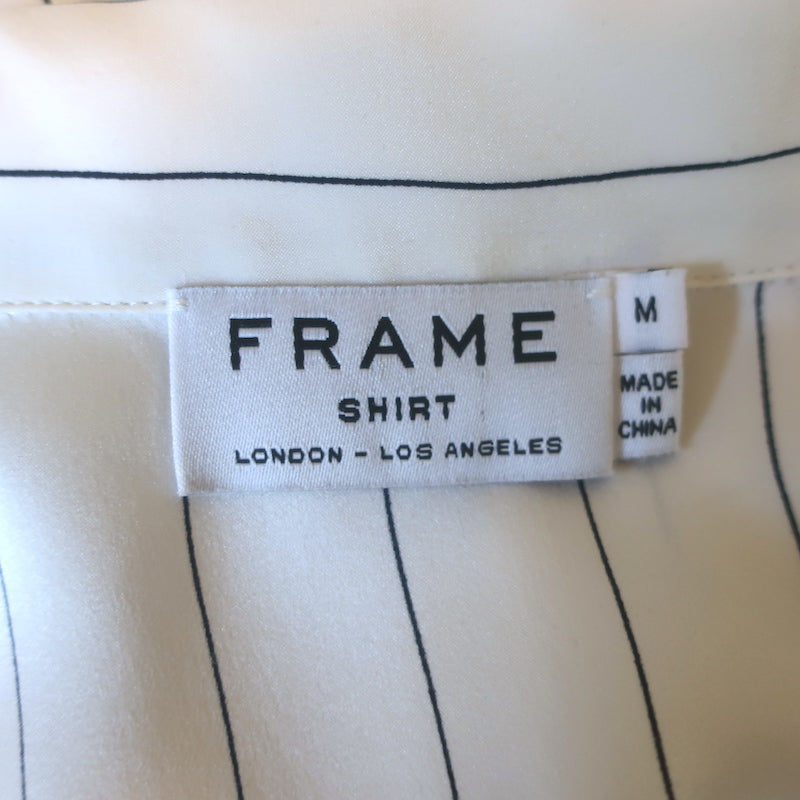 FRAME
SHIRT
LONDON - LOS ANGELES
M
MADE
IN
CHINA